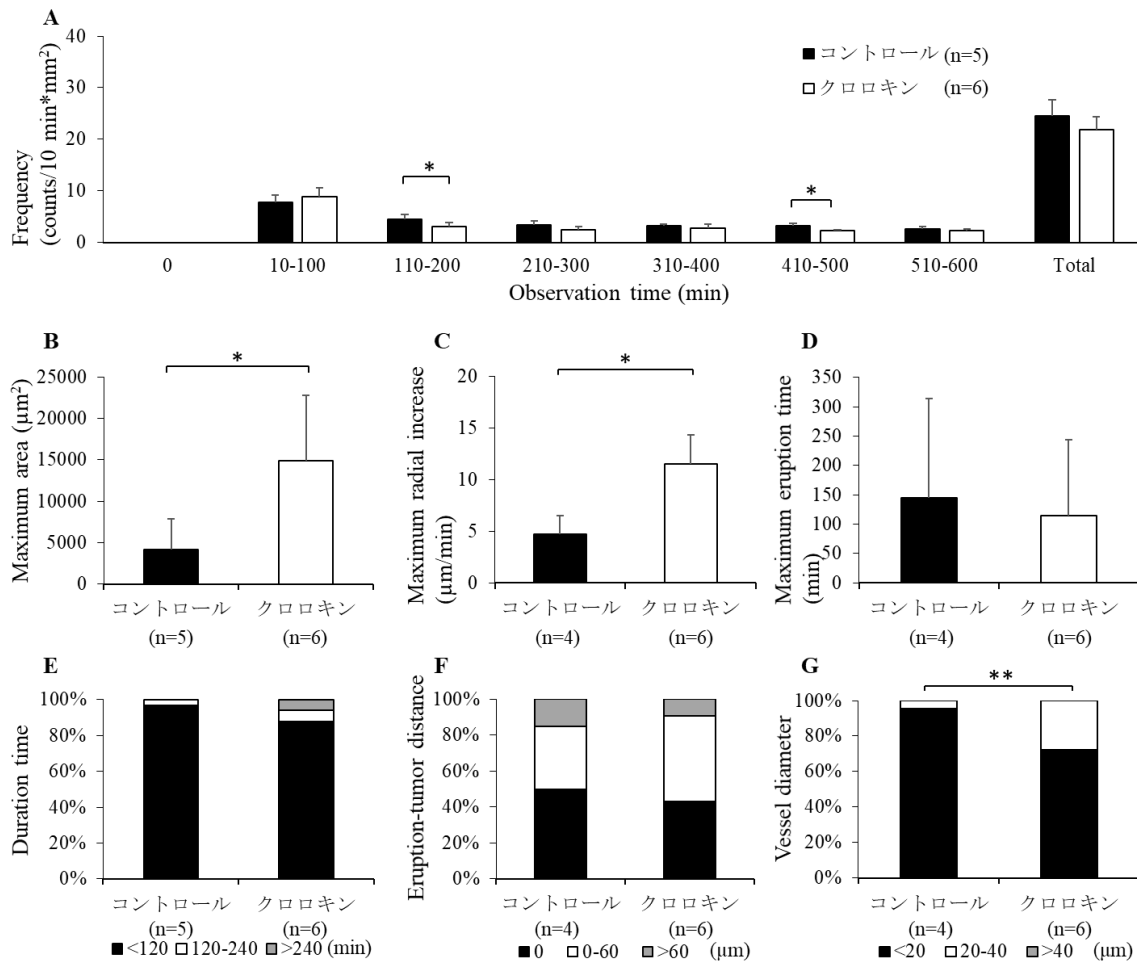 A
40
30
20
10
0
Frequency
(counts/10 min*mm²)
コントロール (n=5)
クロロキン (n=6)
*
*
0 10-100 110-200 210-300 310-400 410-500 510-600 Total
Observation time (min)
B
Maximum area (µm²)
25000
20000
15000
10000
5000
0
*
コントロール クロロキン
(n=5) (n=6)
C
Maximum radial increase
(µm/min)
20
15
10
5
0
*
コントロール クロロキン
(n=4) (n=6)
D
Maximum eruption time
(min)
350
300
250
200
150
100
50
0
コントロール クロロキン
(n=4) (n=6)
E
Duration time
100%
80%
60%
40%
20%
0%
コントロール クロロキン
(n=5) (n=6)
<120 120-240 >240 (min)
F
Eruption-tumor distance
100%
80%
60%
40%
20%
0%
コントロール クロロキン
(n=4) (n=6)
0 0-60 >60 (µm)
G
Vessel diameter
100%
80%
60%
40%
20%
0%
**
コントロール クロロキン
(n=4) (n=6)
<20 20-40 >40 (µm)